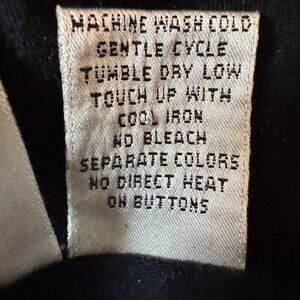 MACHINE WASH COLD
GENTLE CYCLE
TUMBLE DRY LOW
TOUCH UP WITH
COOL IRON
NO BLEACH
SEPARATE COLORS
NO DIRECT HEAT
ON BUTTONS